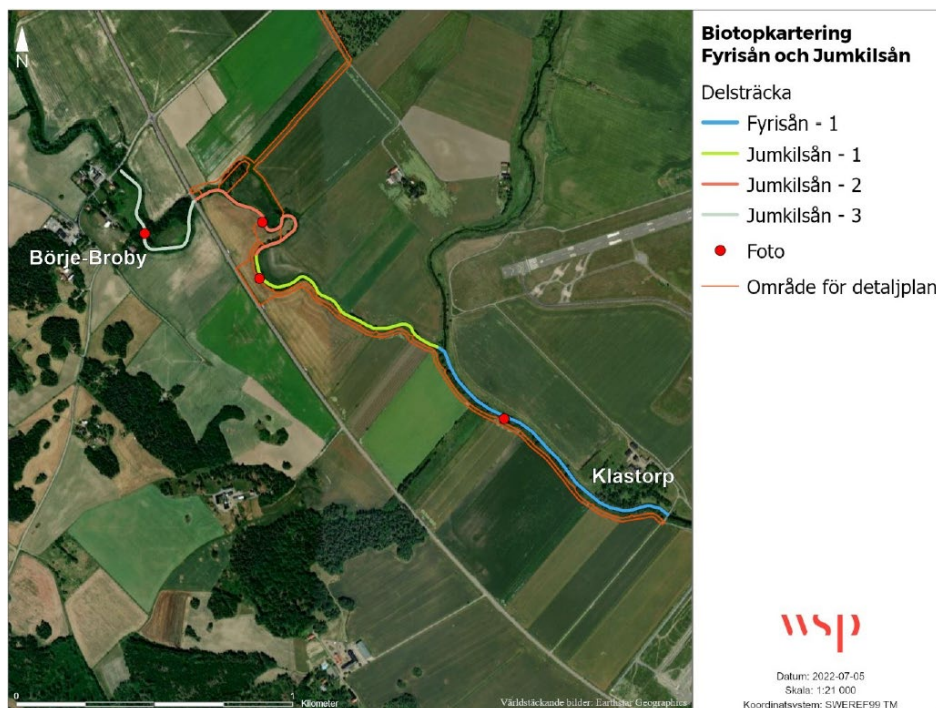 N
Börje-Broby
Klastorp
0
1
Kilometer
Världstäckande bilder: Earthstar Geographics
Biotopkartering
Fyrisån och Jumkilsån
Delsträcka
Fyrisån - 1
Jumkilsån - 1
Jumkilsån - 2
Jumkilsån - 3
Foto
Område för detaljplan
wsp
Datum: 2022-07-05
Skala: 1:21 000
Koordinatsystem: SWEREF99 TM